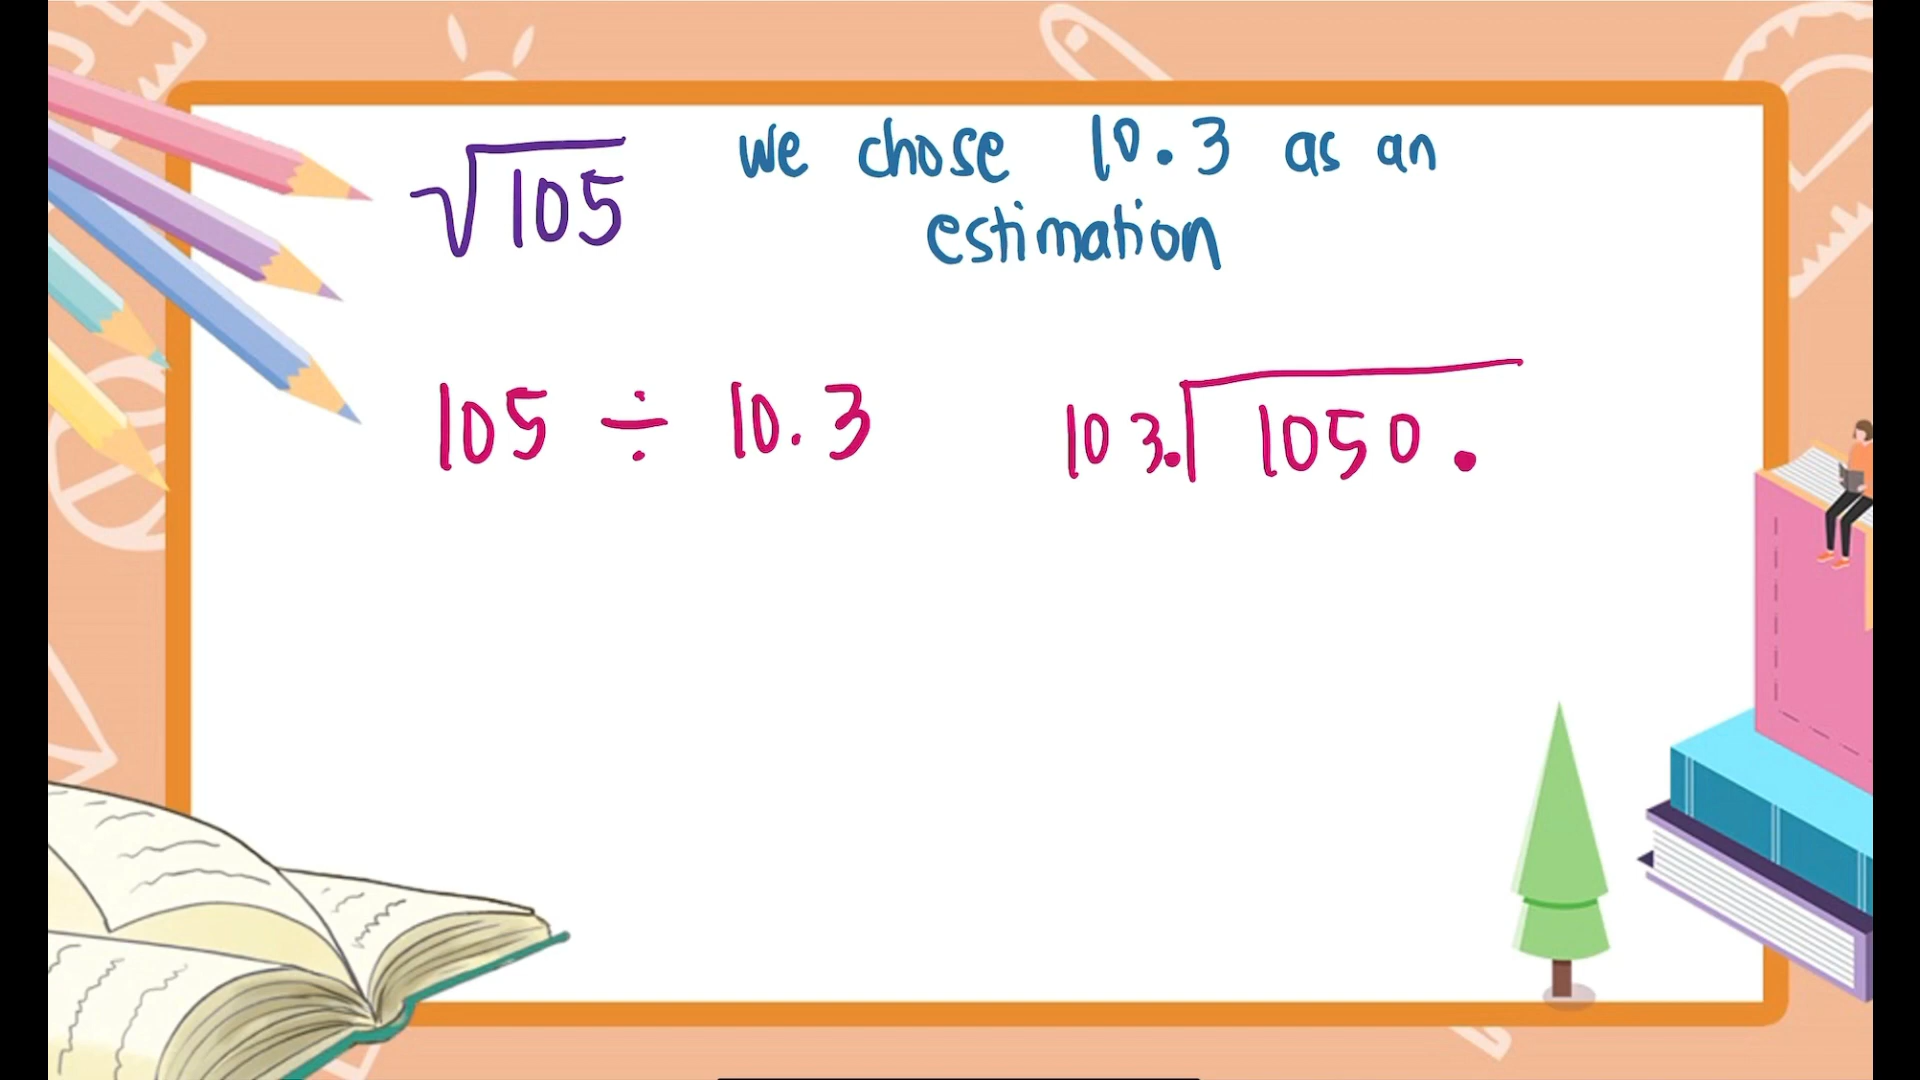 √105 we chose 10.3 as an
estimation
105 ÷ 10.3 103.⟌1050.